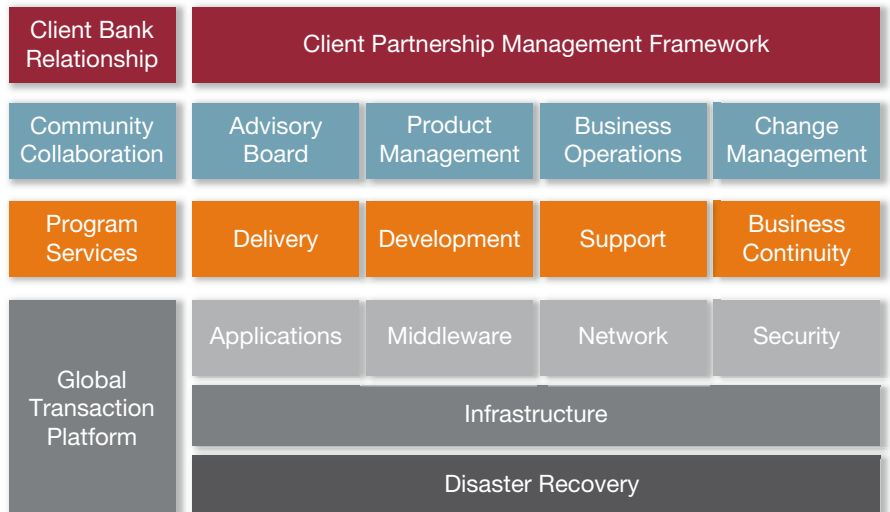 Client Bank
Relationship
Client Partnership Management Framework
Community
Collaboration
Advisory
Board
Product
Management
Business
Operations
Change
Management
Program
Services
Delivery
Development
Support
Business
Continuity
Global
Transaction
Platform
Applications
Middleware
Network
Security
Infrastructure
Disaster Recovery